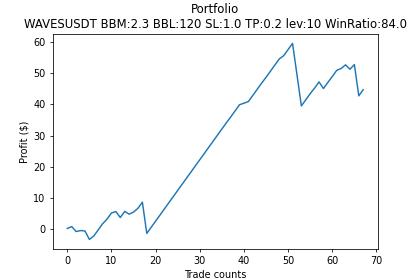 Portfolio
WAVESUSDT BBM:2.3 BBL:120 SL:1.0 TP:0.2 lev:10 WinRatio:84.0
60
50
40
30
20
10
0
Profit ($)
0 10 20 30 40 50 60 70
Trade counts